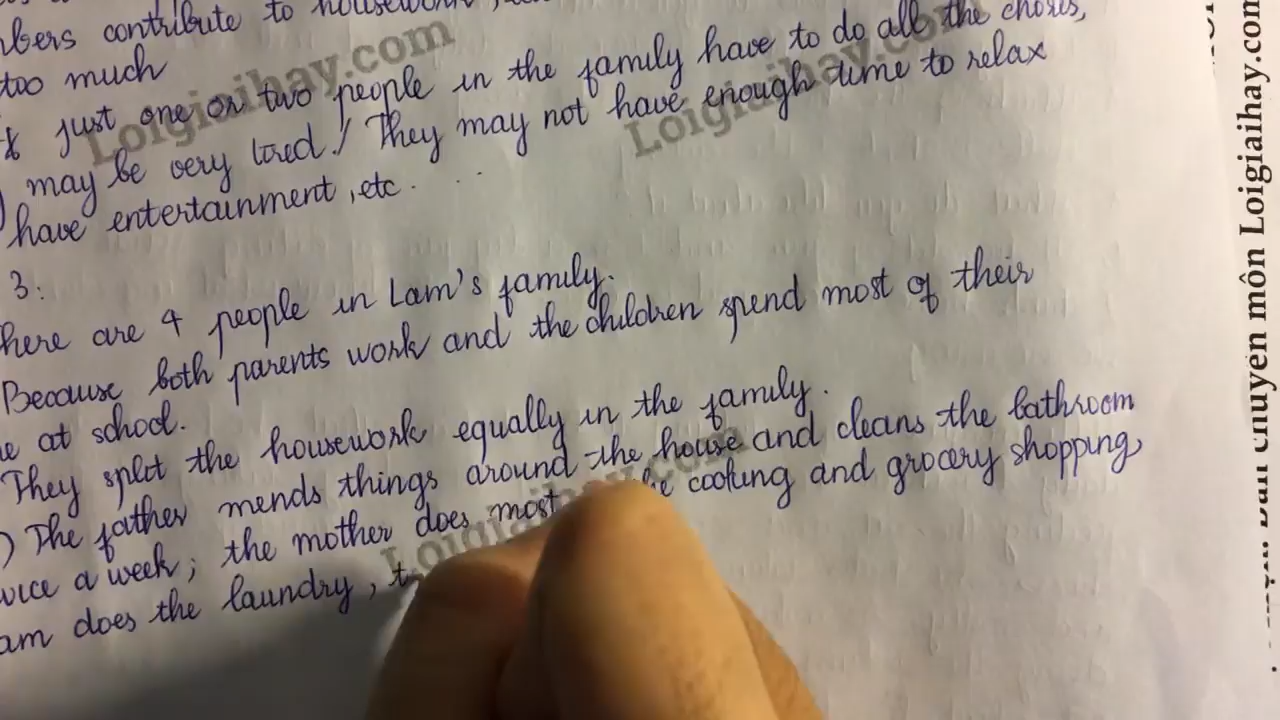 bers contribute to housework,
too much
just one or two people in the family have to do all the chores,
may be very tired. / They may not have enough time to relax
have entertainment, etc. . .
3:
here are 4 people in Lam's family.
Because both parents work and the children spend most of their
me at school.
They split the housework equally in the family.
) The father mends things around the house and cleans the bathroom
wice a week; the mother does most he cooking and grocery shopping,
am does the laundry, t
Loigiaihay.com
Loigiaihay.com
Loigiaihay.com
chuyên môn Loigiaihay.com